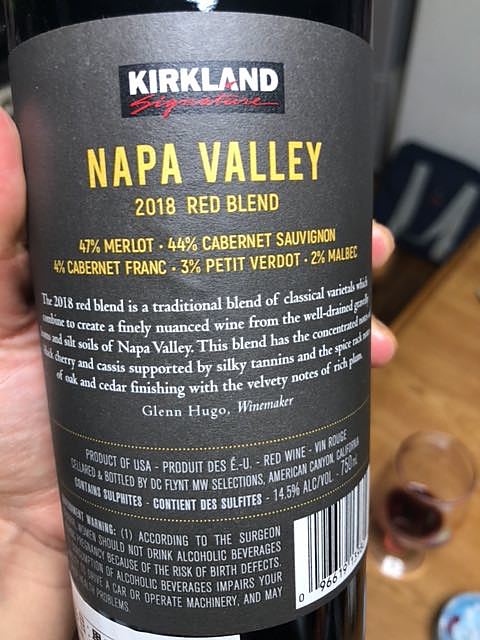 KIRKLAND
Signature
NAPA VALLEY
2018 RED BLEND
47% MERLOT · 44% CABERNET SAUVIGNON
4% CABERNET FRANC · 3% PETIT VERDOT · 2% MALBEC
The 2018 red blend is a traditional blend of classical varietals which
combine to create a finely nuanced wine from the well-drained gravelly
and silt soils of Napa Valley. This blend has the concentrated
black cherry and cassis supported by silky tannins and the spice rack
of oak and cedar finishing with the velvety notes of rich plum.
Glenn Hugo, Winemaker
PRODUCT OF USA - PRODUIT DES É.-U. - RED WINE - VIN ROUGE
CELLARED & BOTTLED BY DC FLYNT MW SELECTIONS, AMERICAN CANYON, CALIFORNIA
CONTAINS SULPHITES - CONTIENT DES SULFITES - 14.5% ALC/VOL. 750mL
WARNING: (1) ACCORDING TO THE SURGEON
SHOULD NOT DRINK ALCOHOLIC BEVERAGES
PREGNANCY BECAUSE OF THE RISK OF BIRTH DEFECTS.
OF ALCOHOLIC BEVERAGES IMPAIRS YOUR
DRIVE A CAR OR OPERATE MACHINERY, AND MAY
PROBLEMS.
0 96619